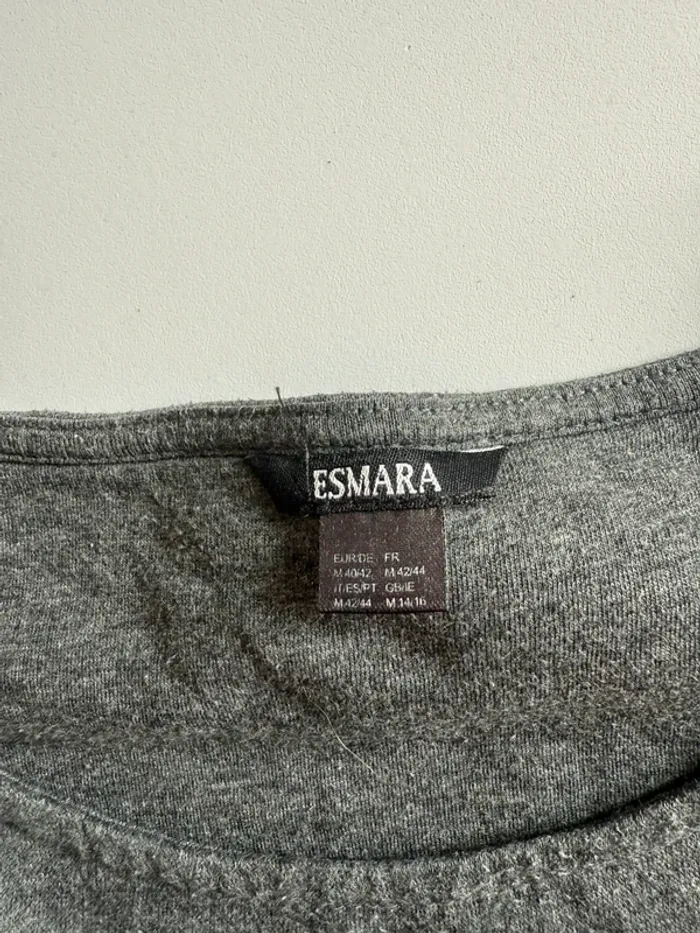 ESMARA
EUR/DE FR
M 40/42 M 42/44
IT/ES/PT GB/IE
M 42/44 M 14/16